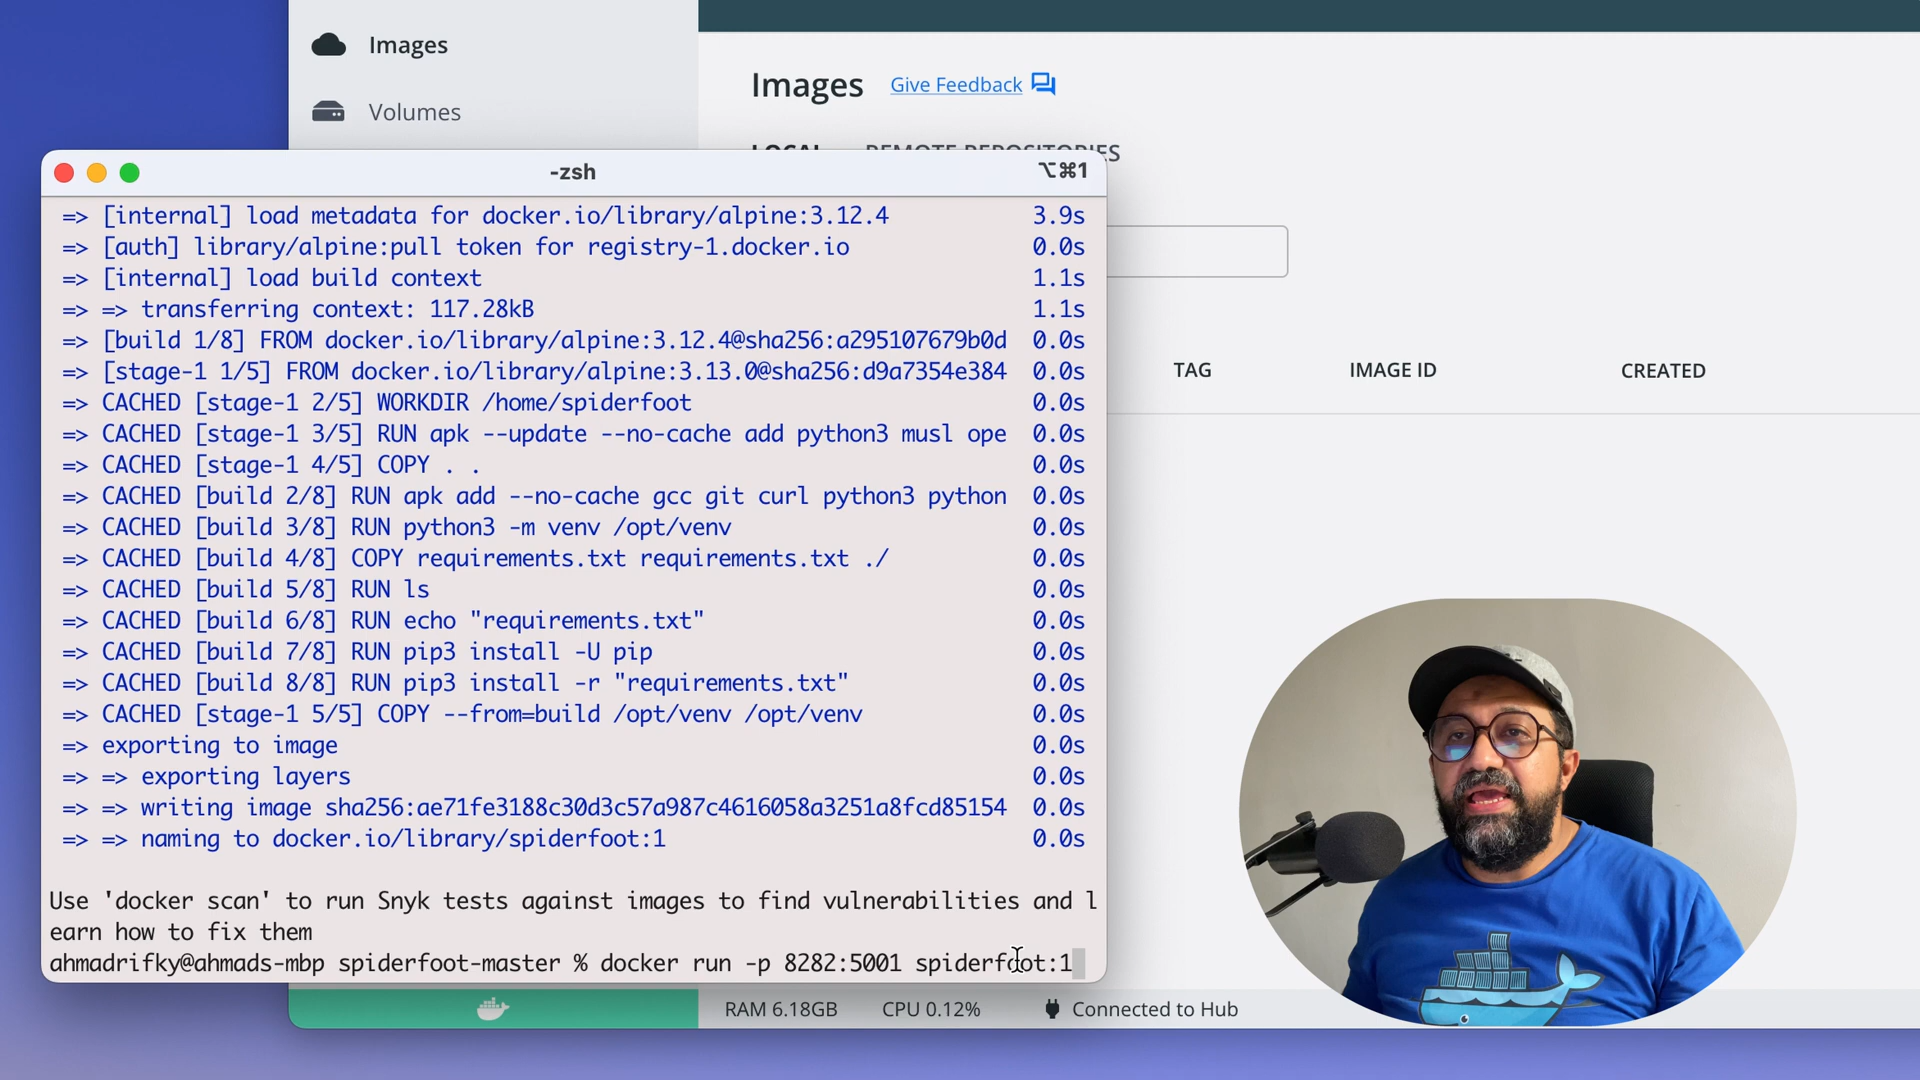 Images
Volumes
Images Give Feedback
LOCAL REMOTE REPOSITORIES
-zsh ⌥⌘1
=> [internal] load metadata for docker.io/library/alpine:3.12.4 3.9s
=> [auth] library/alpine:pull token for registry-1.docker.io 0.0s
=> [internal] load build context 1.1s
=> => transferring context: 117.28kB 1.1s
=> [build 1/8] FROM docker.io/library/alpine:3.12.4@sha256:a295107679b0d 0.0s
=> [stage-1 1/5] FROM docker.io/library/alpine:3.13.0@sha256:d9a7354e384 0.0s
=> CACHED [stage-1 2/5] WORKDIR /home/spiderfoot 0.0s
=> CACHED [stage-1 3/5] RUN apk --update --no-cache add python3 musl ope 0.0s
=> CACHED [stage-1 4/5] COPY . . 0.0s
=> CACHED [build 2/8] RUN apk add --no-cache gcc git curl python3 python 0.0s
=> CACHED [build 3/8] RUN python3 -m venv /opt/venv 0.0s
=> CACHED [build 4/8] COPY requirements.txt requirements.txt ./ 0.0s
=> CACHED [build 5/8] RUN ls 0.0s
=> CACHED [build 6/8] RUN echo "requirements.txt" 0.0s
=> CACHED [build 7/8] RUN pip3 install -U pip 0.0s
=> CACHED [build 8/8] RUN pip3 install -r "requirements.txt" 0.0s
=> CACHED [stage-1 5/5] COPY --from=build /opt/venv /opt/venv 0.0s
=> exporting to image 0.0s
=> => exporting layers 0.0s
=> => writing image sha256:ae71fe3188c30d3c57a987c4616058a3251a8fcd85154 0.0s
=> => naming to docker.io/library/spiderfoot:1 0.0s
Use 'docker scan' to run Snyk tests against images to find vulnerabilities and l
earn how to fix them
ahmadrifky@ahmads-mbp spiderfoot-master % docker run -p 8282:5001 spiderfoot:1
TAG IMAGE ID CREATED
RAM 6.18GB CPU 0.12% Connected to Hub